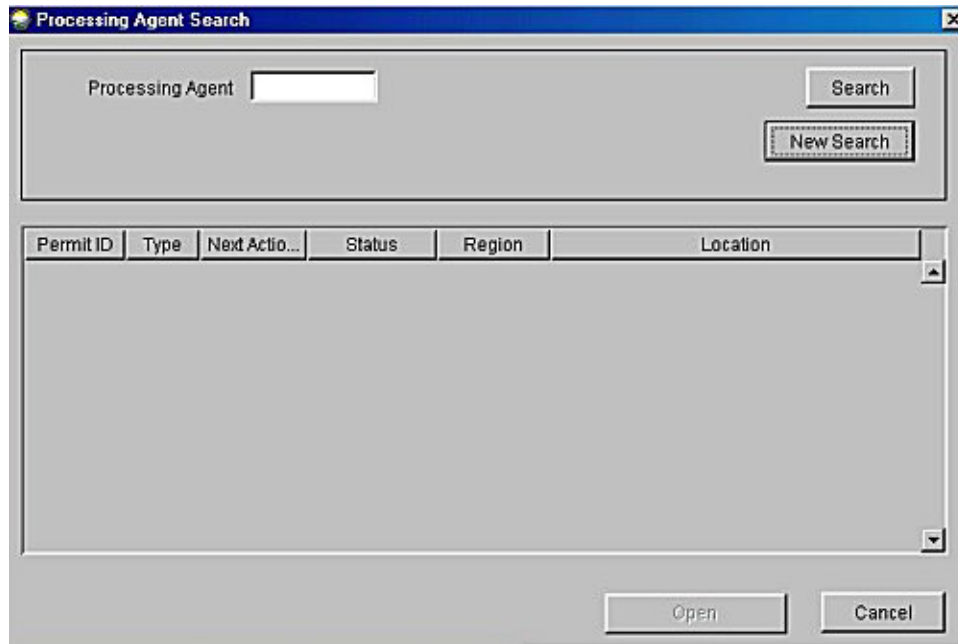 Processing Agent Search
Processing Agent
Search
New Search
Permit ID Type Next Actio... Status Region Location
Open Cancel